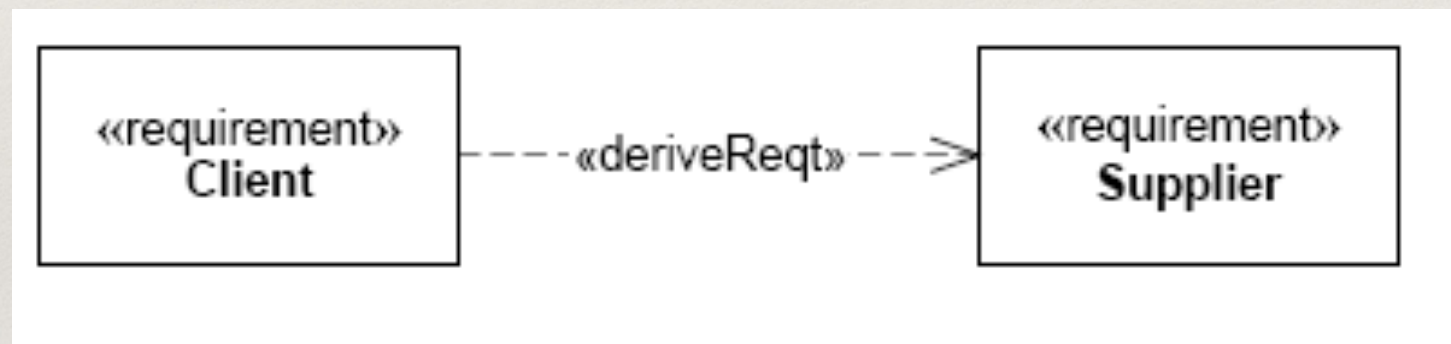 «requirement»
Client
«deriveReqt»
«requirement»
Supplier